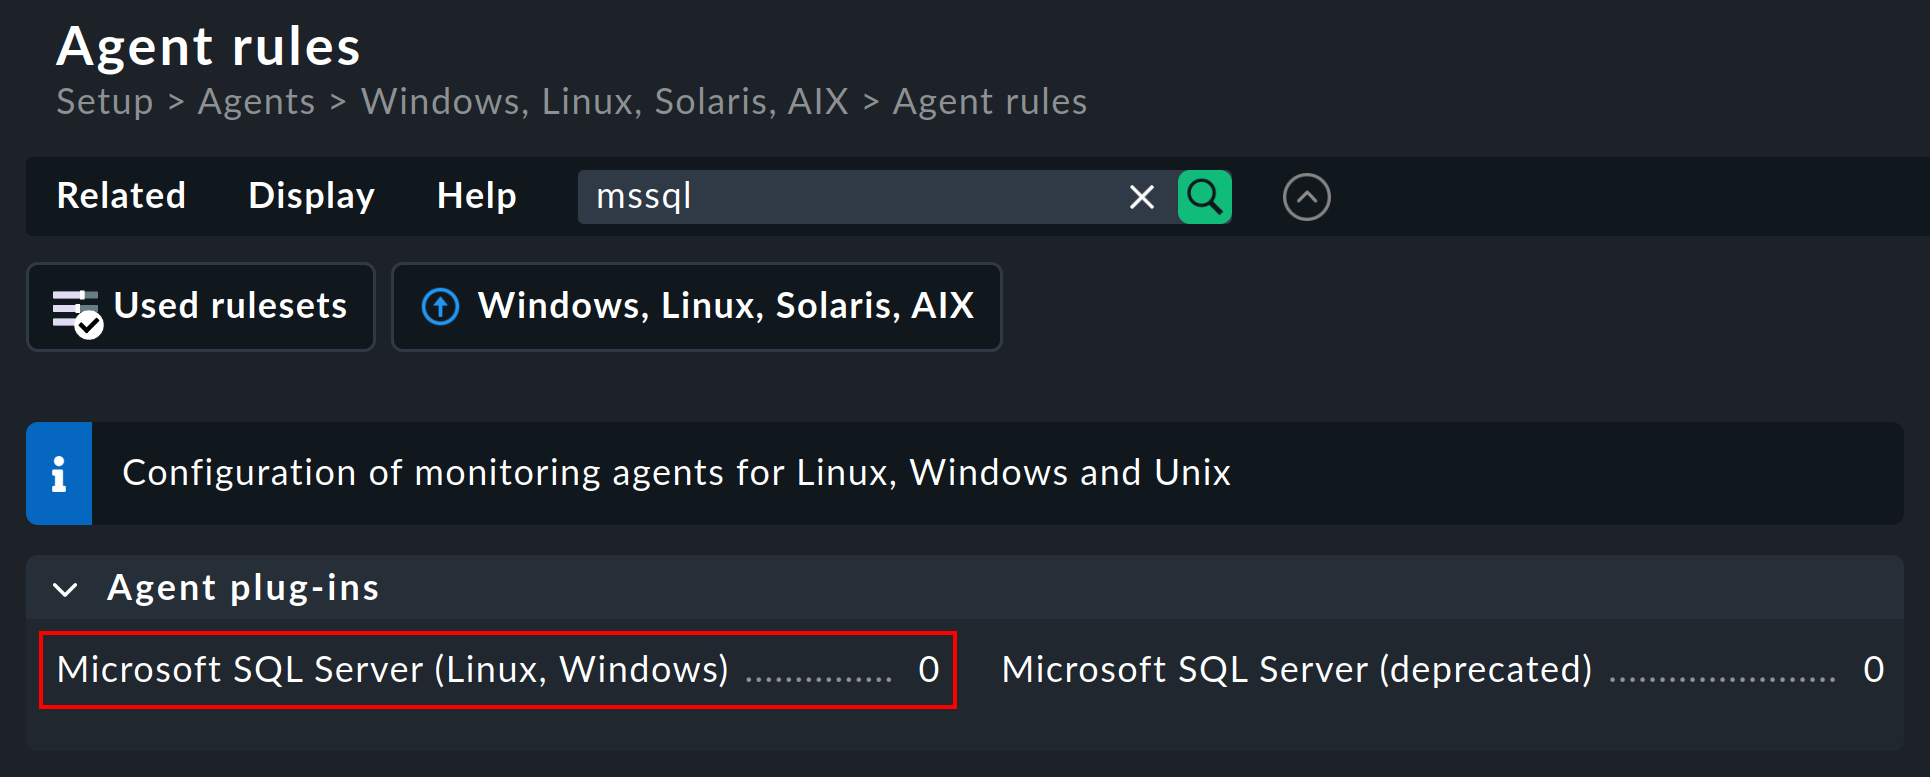 Agent rules
Setup > Agents > Windows, Linux, Solaris, AIX > Agent rules
Related Display Help mssql
Used rulesets Windows, Linux, Solaris, AIX
Configuration of monitoring agents for Linux, Windows and Unix
Agent plug-ins
Microsoft SQL Server (Linux, Windows) ............... 0 Microsoft SQL Server (deprecated) ....................... 0